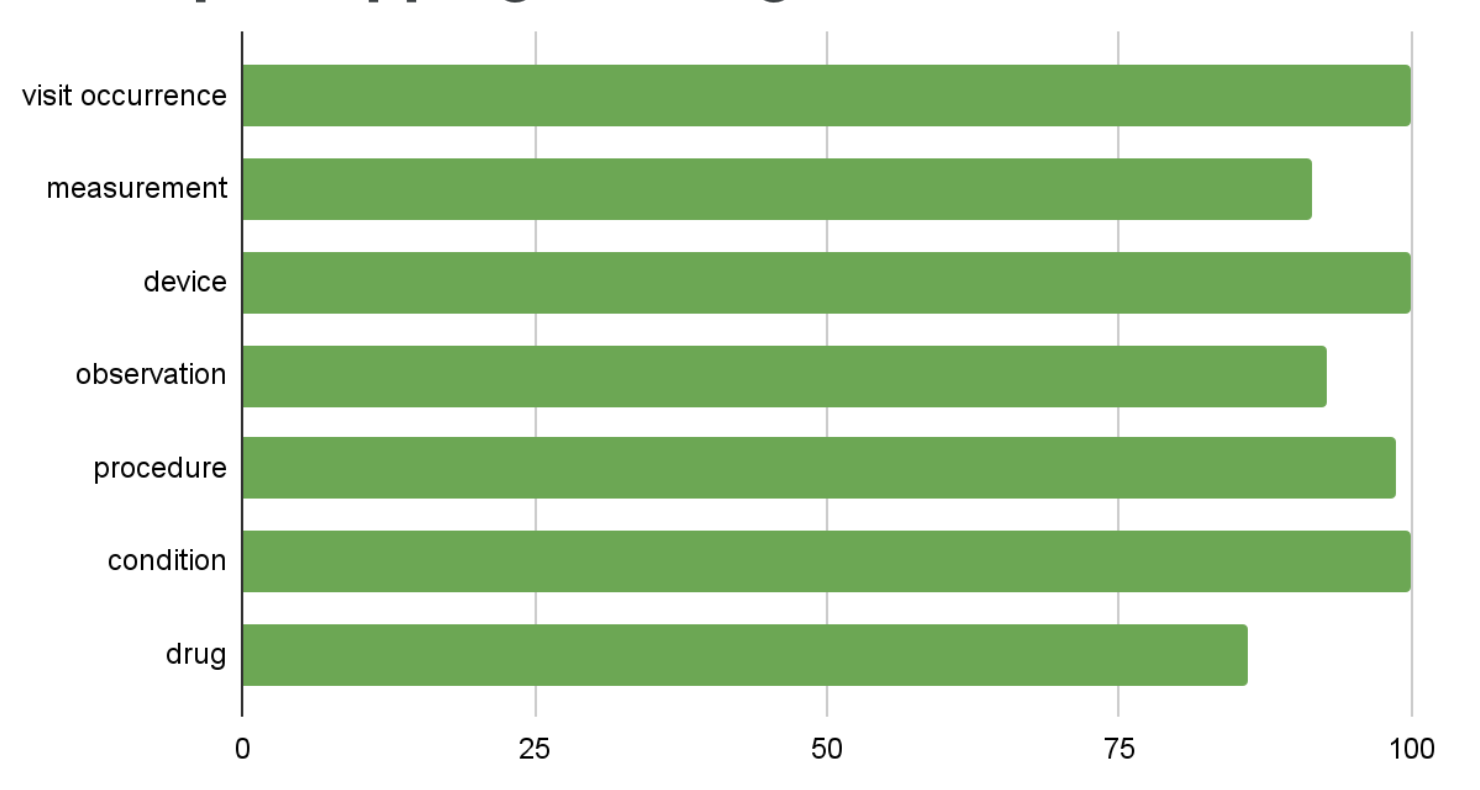 visit occurrence
measurement
device
observation
procedure
condition
drug
0 25 50 75 100